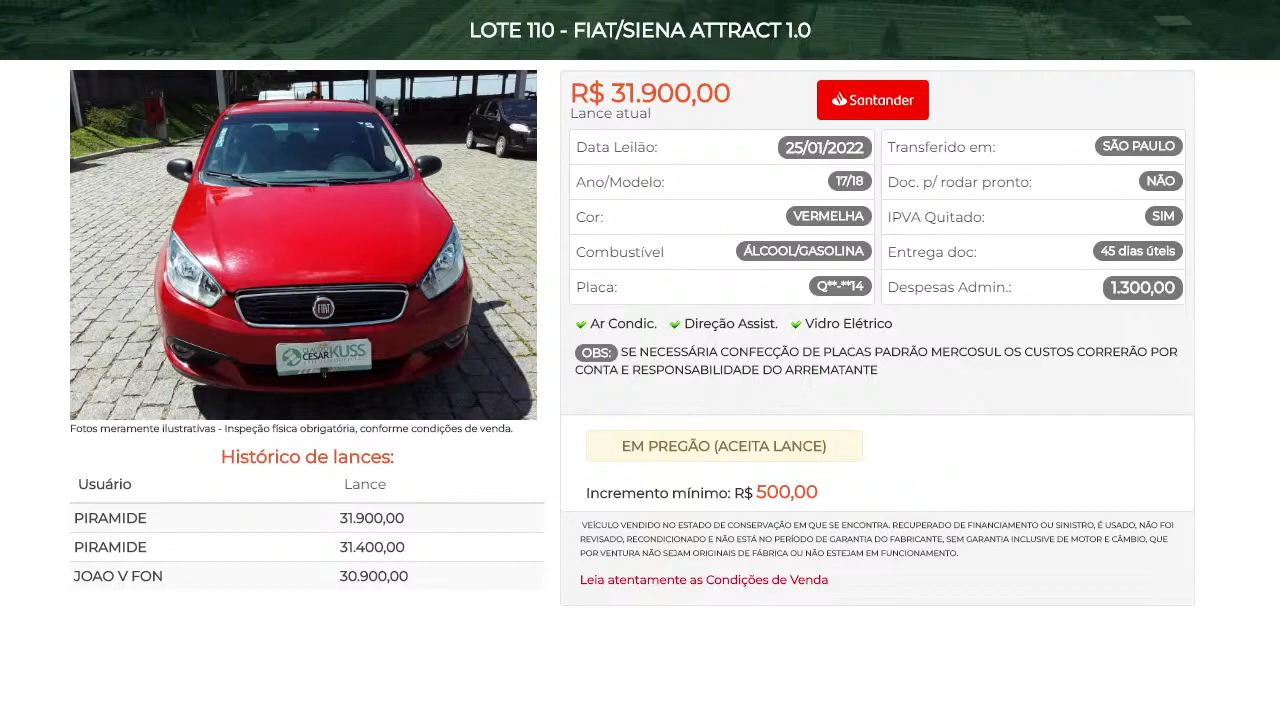 LOTE 110 - FIAT/SIENA ATTRACT 1.0
FIAT
CESAR KUSS
Fotos meramente ilustrativas - Inspeção física obrigatória, conforme condições de venda.
Histórico de lances:
Usuário Lance
PIRAMIDE 31.900,00
PIRAMIDE 31.400,00
JOAO V FON 30.900,00
R$ 31.900,00
Lance atual
Santander
Data Leilão: 25/01/2022
Ano/Modelo: 17/18
Cor: VERMELHA
Combustível ÁLCOOL/GASOLINA
Placa: Q**-**14
Transferido em: SÃO PAULO
Doc. p/ rodar pronto: NÃO
IPVA Quitado: SIM
Entrega doc: 45 dias úteis
Despesas Admin.: 1.300,00
Ar Condic. Direção Assist. Vidro Elétrico
OBS: SE NECESSÁRIA CONFECÇÃO DE PLACAS PADRÃO MERCOSUL OS CUSTOS CORRERÃO POR
CONTA E RESPONSABILIDADE DO ARREMATANTE
EM PREGÃO (ACEITA LANCE)
Incremento mínimo: R$ 500,00
VEÍCULO VENDIDO NO ESTADO DE CONSERVAÇÃO EM QUE SE ENCONTRA. RECUPERADO DE FINANCIAMENTO OU SINISTRO, É USADO, NÃO FOI
REVISADO, RECONDICIONADO E NÃO ESTÁ NO PERÍODO DE GARANTIA DO FABRICANTE, SEM GARANTIA INCLUSIVE DE MOTOR E CÂMBIO, QUE
POR VENTURA NÃO SEJAM ORIGINAIS DE FÁBRICA OU NÃO ESTEJAM EM FUNCIONAMENTO.
Leia atentamente as Condições de Venda